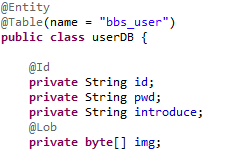 @Entity
@Table(name = "bbs_user")
public class userDB {
@Id
private String id;
private String pwd;
private String introduce;
@Lob
private byte[] img;